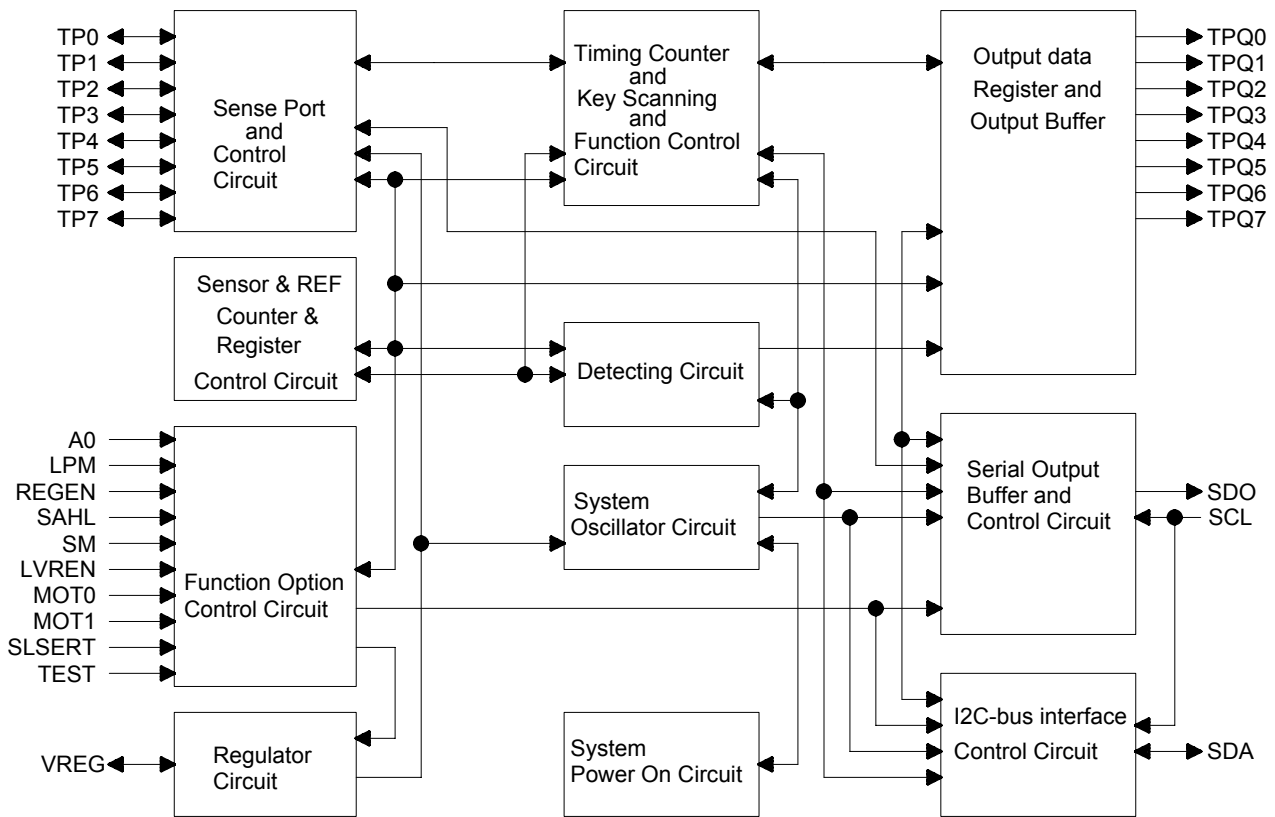 TP0
TP1
TP2
TP3
TP4
TP5
TP6
TP7
Sense Port
and
Control
Circuit
Timing Counter
and
Key Scanning
and
Function Control
Circuit
Output data
Register and
Output Buffer
TPQ0
TPQ1
TPQ2
TPQ3
TPQ4
TPQ5
TPQ6
TPQ7
Sensor & REF
Counter &
Register
Control Circuit
Detecting Circuit
A0
LPM
REGEN
SAHL
SM
LVREN
MOT0
MOT1
SLSERT
TEST
Function Option
Control Circuit
System
Oscillator Circuit
Serial Output
Buffer and
Control Circuit
SDO
SCL
VREG
Regulator
Circuit
System
Power On Circuit
I2C-bus interface
Control Circuit
SDA